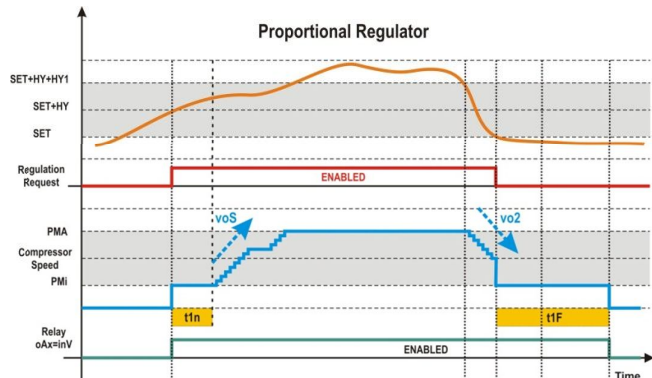 Proportional Regulator
SET+HY+HY1
SET+HY
SET
Regulation
Request
ENABLED
voS
vo2
PMA
Compressor
Speed
PMi
t1n
t1F
Relay
oAx=inV
ENABLED
Time